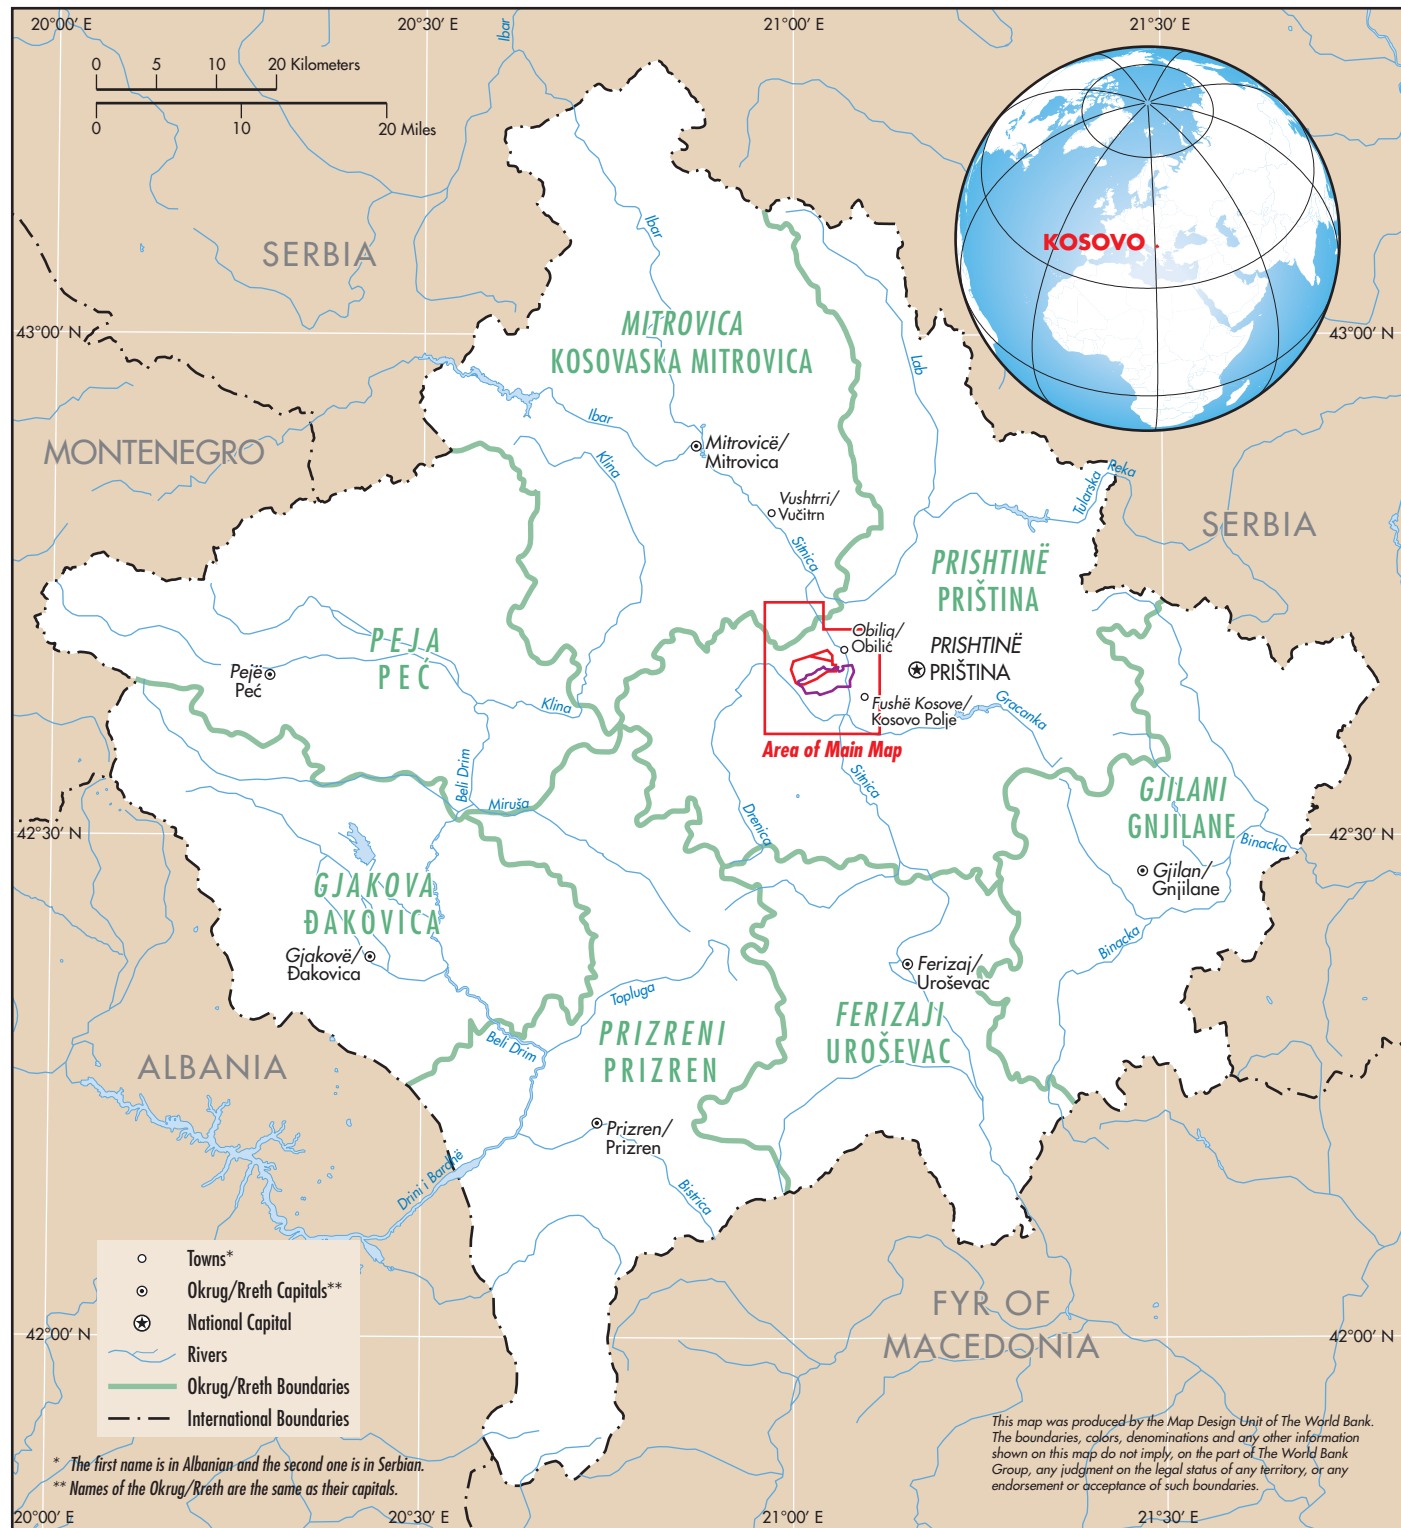 20°00′ E
20°30′ E
21°00′ E
21°30′ E
Ibar
0 5 10 20 Kilometers
0 10 20 Miles
KOSOVO
SERBIA
Ibar
43°00′ N
43°00′ N
MITROVICA
KOSOVASKA MITROVICA
Lab
MONTENEGRO
Ibar
Klina
Mitrovicë/
Mitrovica
Reka
Tularska
Vushtrri/
Vučitrn
SERBIA
Sitnica
PRISHTINË
PRIŠTINA
PEJA
PEĆ
Obiliq/
Obilić
PRISHTINË
PRIŠTINA
Pejë
Peć
Klina
Fushë Kosove/
Kosovo Polje
Gracanka
Area of Main Map
Beli Drim
Sitnica
Miruša
Drenica
GJILANI
GNJILANE
42°30′ N
42°30′ N
Binacka
GJAKOVA
ĐAKOVICA
Gjilan/
Gnjilane
Gjakovë/
Đakovica
Binacka
Ferizaj/
Uroševac
Topluga
FERIZAJI
UROŠEVAC
PRIZRENI
PRIZREN
Beli Drim
ALBANIA
Prizren/
Prizren
Drini i Bardhë
Bistrica
Towns*
Okrug/Rreth Capitals**
National Capital
Rivers
Okrug/Rreth Boundaries
International Boundaries
FYR OF
MACEDONIA
42°00′ N
42°00′ N
* The first name is in Albanian and the second one is in Serbian.
** Names of the Okrug/Rreth are the same as their capitals.
This map was produced by the Map Design Unit of The World Bank.
The boundaries, colors, denominations and any other information
shown on this map do not imply, on the part of The World Bank
Group, any judgment on the legal status of any territory, or any
endorsement or acceptance of such boundaries.
20°00′ E
20°30′ E
21°00′ E
21°30′ E